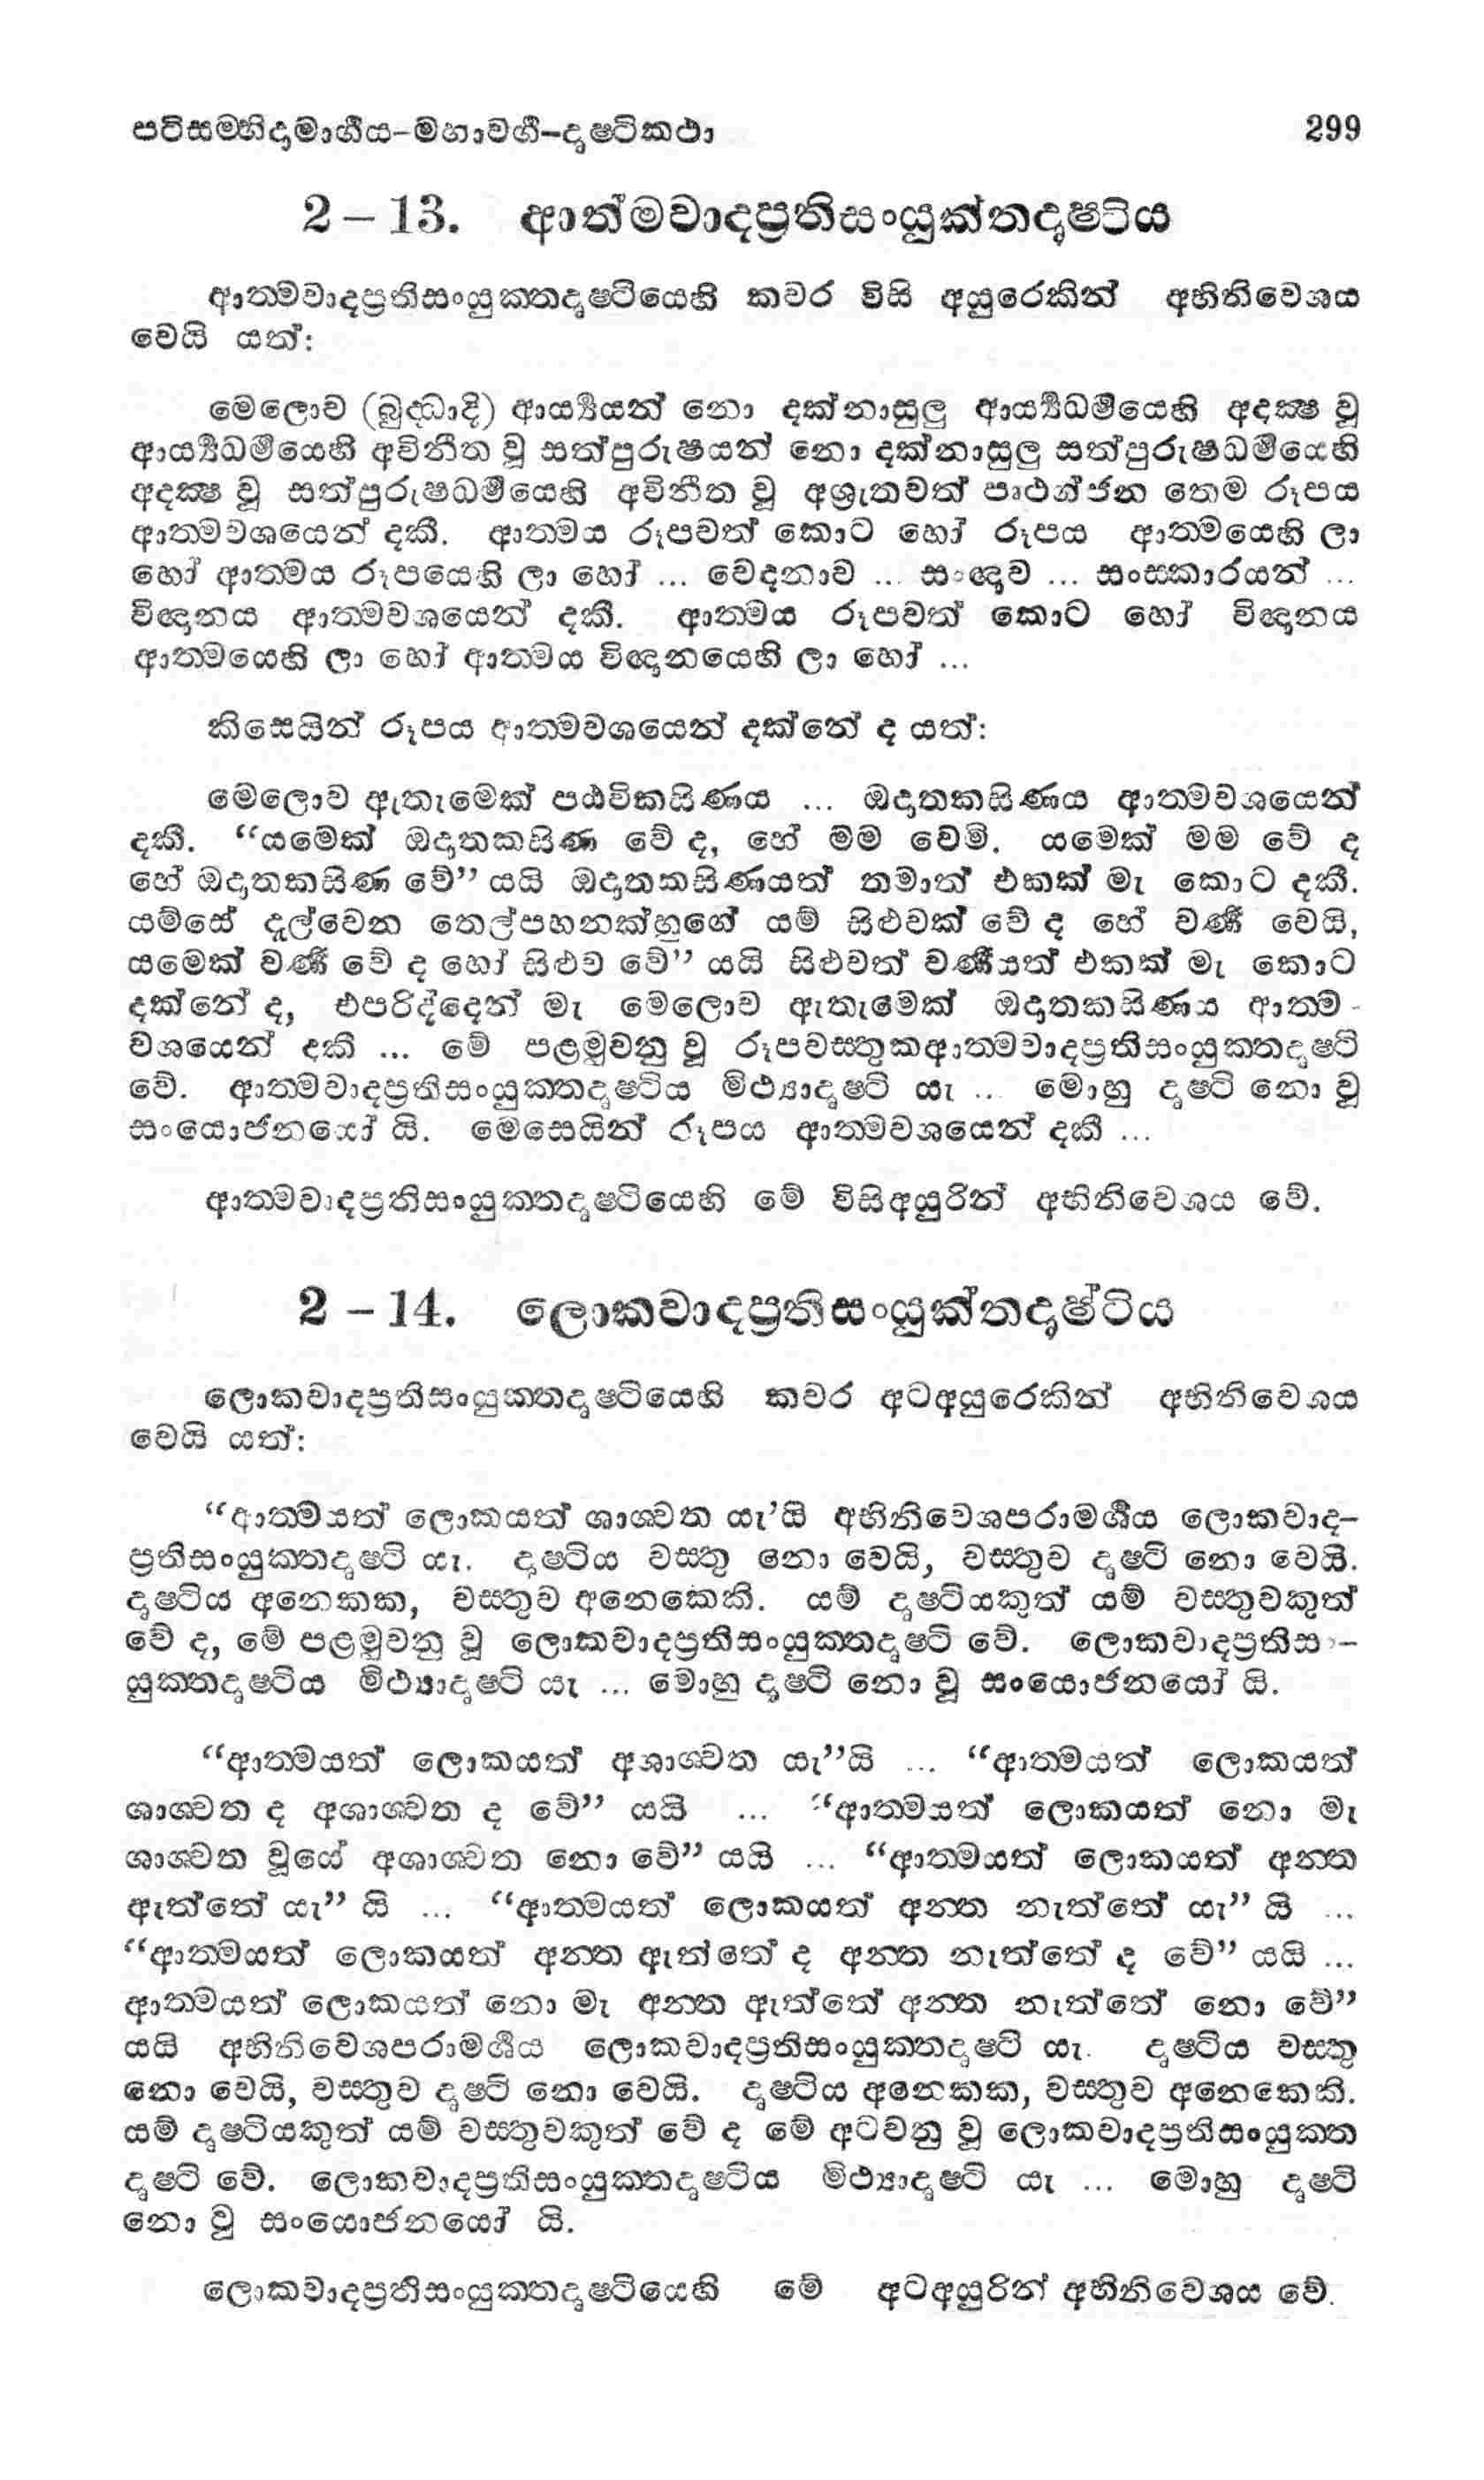 පටිසම්භිදාමාර්ගය-මහාවර්ග-දෘෂ්ටිකථා 299
2 – 13. ආත්මවාදප්‍රතිසංයුක්තදෘෂ්ටිය
ආත්මවාදප්‍රතිසංයුක්තදෘෂ්ටියෙහි කවර විසි අයුරෙකින් අභිනිවෙශය
වෙයි යත්:
මෙලොව (බුද්ධාදි) ආර්‍ය්‍යයන් නො දක්නාසුලු ආර්‍ය්‍යධර්මයෙහි අදක්ෂ වූ
ආර්‍ය්‍යධර්මයෙහි අවිනීත වූ සත්පුරුෂයන් නො දක්නාසුලු සත්පුරුෂධර්මයෙහි
අදක්ෂ වූ සත්පුරුෂධර්මයෙහි අවිනීත වූ අශ්‍රැතවත් පෘථග්ජන තෙම රූපය
ආත්මවශයෙන් දකී. ආත්මය රූපවත් කොට හෝ රූපය ආත්මයෙහි ලා
හෝ ආත්මය රූපයෙහි ලා හෝ ... වේදනාව ... සංඥාව ... සංස්කාරයන් ...
විඥානය ආත්මවශයෙන් දකී. ආත්මය රූපවත් කොට හෝ විඥානය
ආත්මයෙහි ලා හෝ ආත්මය විඥානයෙහි ලා හෝ ...
කිසෙයින් රූපය ආත්මවශයෙන් දක්නේ ද යත්:
මෙලොව ඇතැමෙක් පඨවිකසිණය ... ඔදාතකසිණය ආත්මවශයෙන්
දකී. “යමෙක් ඔදාතකසිණ වේ ද, හේ මම වෙමි. යමෙක් මම වේ ද
හේ ඔදාතකසිණ වේ” යයි ඔදාතකසිණයත් තමාත් එකක් මැ කොට දකී.
යම්සේ දැල්වෙන තෙල්පහනක්හුගේ යම් සිළුවක් වේ ද හේ වර්ණ වෙයි,
යමෙක් වර්ණ වේ ද හෝ සිළුව වේ” යයි සිළුවත් වර්ණයත් එකක් මැ කොට
දක්නේ ද, එපරිද්දෙන් මැ මෙලොව ඇතැමෙක් ඔදාතකසිණය ආත්ම-
වශයෙන් දකී ... මේ පළමුවනු වූ රූපවස්තුකආත්මවාදප්‍රතිසංයුක්තදෘෂ්ටි
වේ. ආත්මවාදප්‍රතිසංයුක්තදෘෂ්ටිය මිථ්‍යාදෘෂ්ටි යැ ... මොහු දෘෂ්ටි නො වූ
සංයොජනයෝ යි. මෙසෙයින් රූපය ආත්මවශයෙන් දකී ...
ආත්මවාදප්‍රතිසංයුක්තදෘෂ්ටියෙහි මේ විසිඅයුරින් අභිනිවෙශය වේ.
2 – 14. ලොකවාදප්‍රතිසංයුක්තදෘෂ්ටිය
ලොකවාදප්‍රතිසංයුක්තදෘෂ්ටියෙහි කවර අටඅයුරෙකින් අභිනිවෙශය
වෙයි යත්:
“ආත්මයත් ලොකයත් ශාශ්වත යැ’යි අභිනිවෙශපරාමර්ශය ලොකවාද-
ප්‍රතිසංයුක්තදෘෂ්ටි යැ. දෘෂ්ටිය වස්තු නො වෙයි, වස්තුව දෘෂ්ටි නො වෙයි.
දෘෂ්ටිය අනෙකක, වස්තුව අනෙකෙකි. යම් දෘෂ්ටියකුත් යම් වස්තුවකුත්
වේ ද, මේ පළමුවනු වූ ලොකවාදප්‍රතිසංයුක්තදෘෂ්ටි වේ. ලොකවාදප්‍රතිසං-
යුක්තදෘෂ්ටිය මිථ්‍යාදෘෂ්ටි යැ ... මොහු දෘෂ්ටි නො වූ සංයොජනයෝ යි.
“ආත්මයත් ලොකයත් අශාශ්වත යැ”යි ... “ආත්මයත් ලොකයත්
ශාශ්වත ද අශාශ්වත ද වේ” යයි ... “ආත්මයත් ලොකයත් නො මැ
ශාශ්වත වූයේ අශාශ්වත නො වේ” යයි ... “ආත්මයත් ලොකයත් අන්ත
ඇත්තේ යැ” යි ... “ආත්මයත් ලොකයත් අන්ත නැත්තේ යැ” යි ...
“ආත්මයත් ලොකයත් අන්ත ඇත්තේ ද අන්ත නැත්තේ ද වේ” යයි ...
ආත්මයත් ලොකයත් නො මැ අන්ත ඇත්තේ අන්ත නැත්තේ නො වේ”
යයි අභිනිවෙශපරාමර්ශය ලොකවාදප්‍රතිසංයුක්තදෘෂ්ටි යැ. දෘෂ්ටිය වස්තු
නො වෙයි, වස්තුව දෘෂ්ටි නො වෙයි. දෘෂ්ටිය අනෙකක, වස්තුව අනෙකෙකි.
යම් දෘෂ්ටියකුත් යම් වස්තුවකුත් වේ ද මේ අටවනු වූ ලොකවාදප්‍රතිසංයුක්ත
දෘෂ්ටි වේ. ලොකවාදප්‍රතිසංයුක්තදෘෂ්ටිය මිථ්‍යාදෘෂ්ටි යැ ... මොහු දෘෂ්ටි
නො වූ සංයොජනයෝ යි.
ලොකවාදප්‍රතිසංයුක්තදෘෂ්ටියෙහි මේ අටඅයුරින් අභිනිවෙශය වේ.